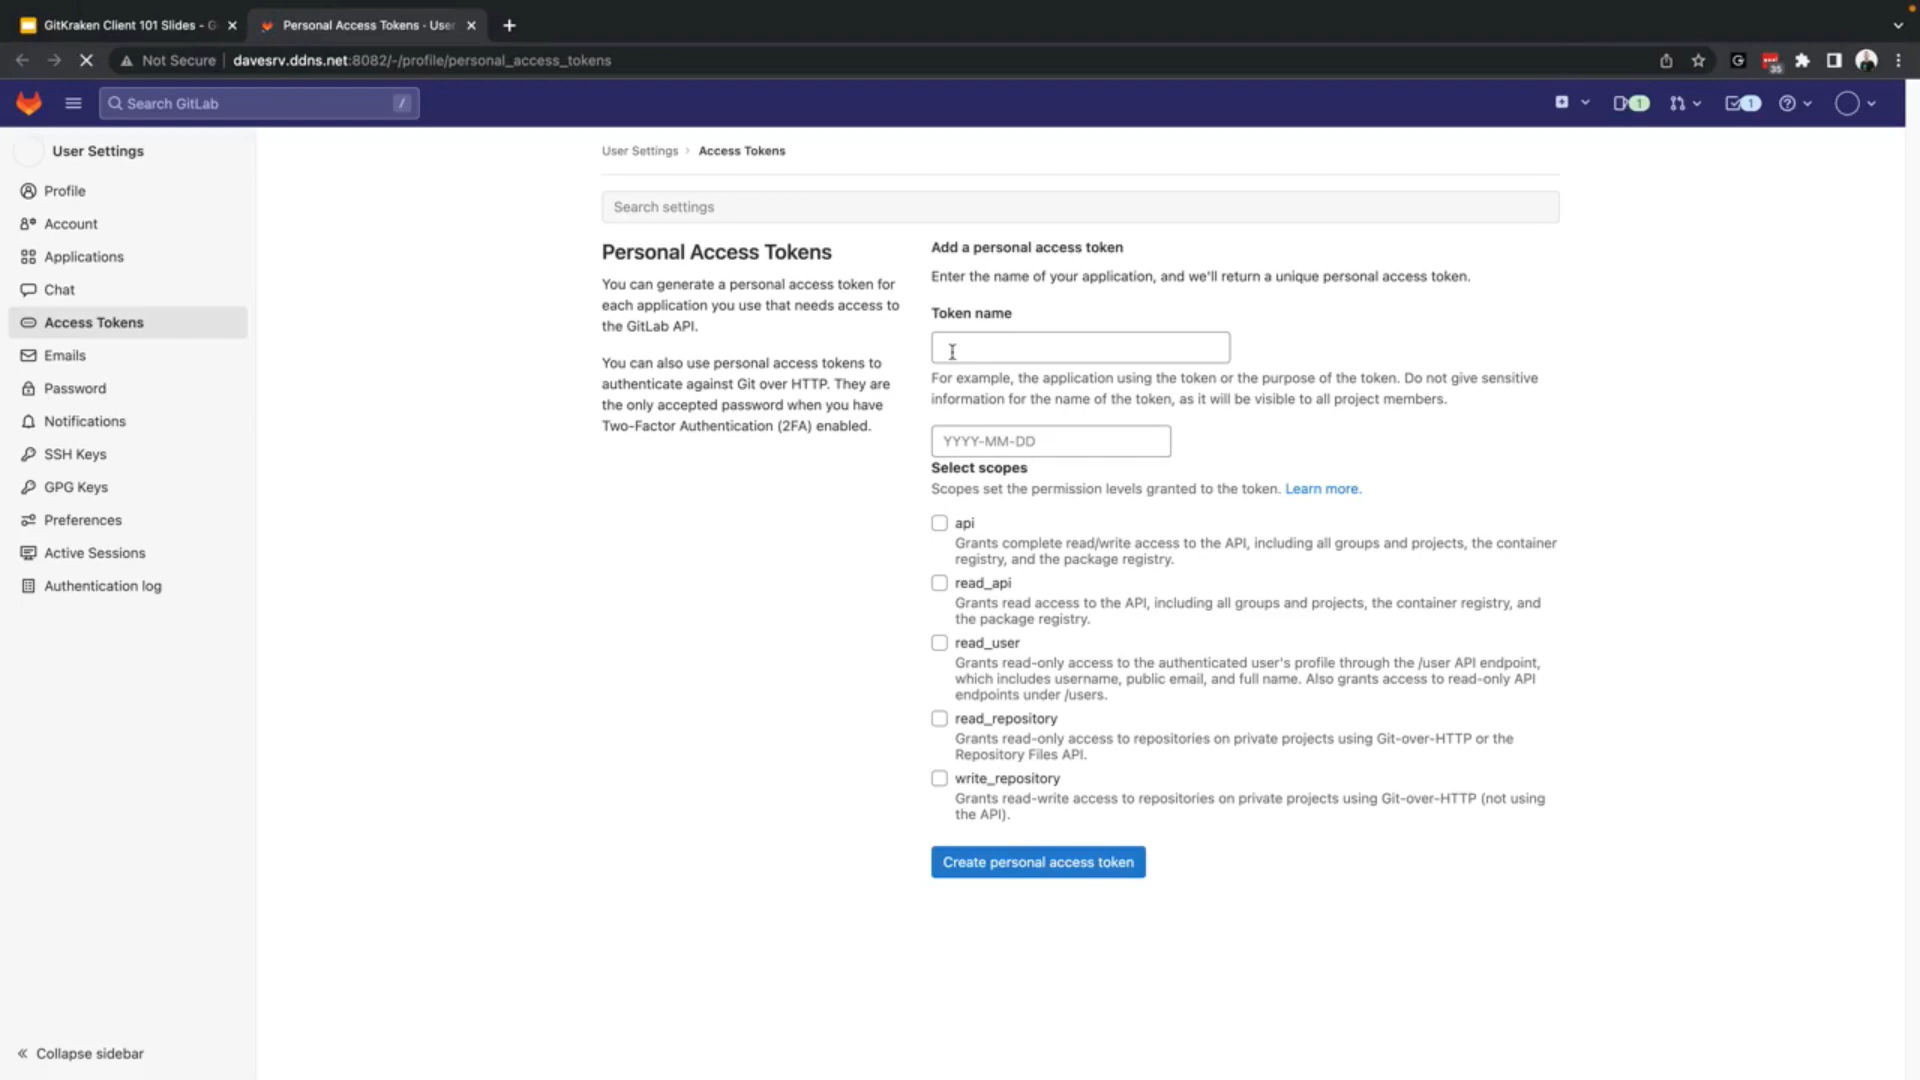 GitKraken Client 101 Slides - G
Personal Access Tokens · User
Not Secure
davesrv.ddns.net:8082/-/profile/personal_access_tokens
35
Search GitLab
/
1
1
User Settings
Profile
Account
Applications
Chat
Access Tokens
Emails
Password
Notifications
SSH Keys
GPG Keys
Preferences
Active Sessions
Authentication log
Collapse sidebar
User Settings > Access Tokens
Search settings
Personal Access Tokens
You can generate a personal access token for
each application you use that needs access to
the GitLab API.
You can also use personal access tokens to
authenticate against Git over HTTP. They are
the only accepted password when you have
Two-Factor Authentication (2FA) enabled.
Add a personal access token
Enter the name of your application, and we'll return a unique personal access token.
Token name
For example, the application using the token or the purpose of the token. Do not give sensitive
information for the name of the token, as it will be visible to all project members.
YYYY-MM-DD
Select scopes
Scopes set the permission levels granted to the token. Learn more.
api
Grants complete read/write access to the API, including all groups and projects, the container
registry, and the package registry.
read_api
Grants read access to the API, including all groups and projects, the container registry, and
the package registry.
read_user
Grants read-only access to the authenticated user's profile through the /user API endpoint,
which includes username, public email, and full name. Also grants access to read-only API
endpoints under /users.
read_repository
Grants read-only access to repositories on private projects using Git-over-HTTP or the
Repository Files API.
write_repository
Grants read-write access to repositories on private projects using Git-over-HTTP (not using
the API).
Create personal access token